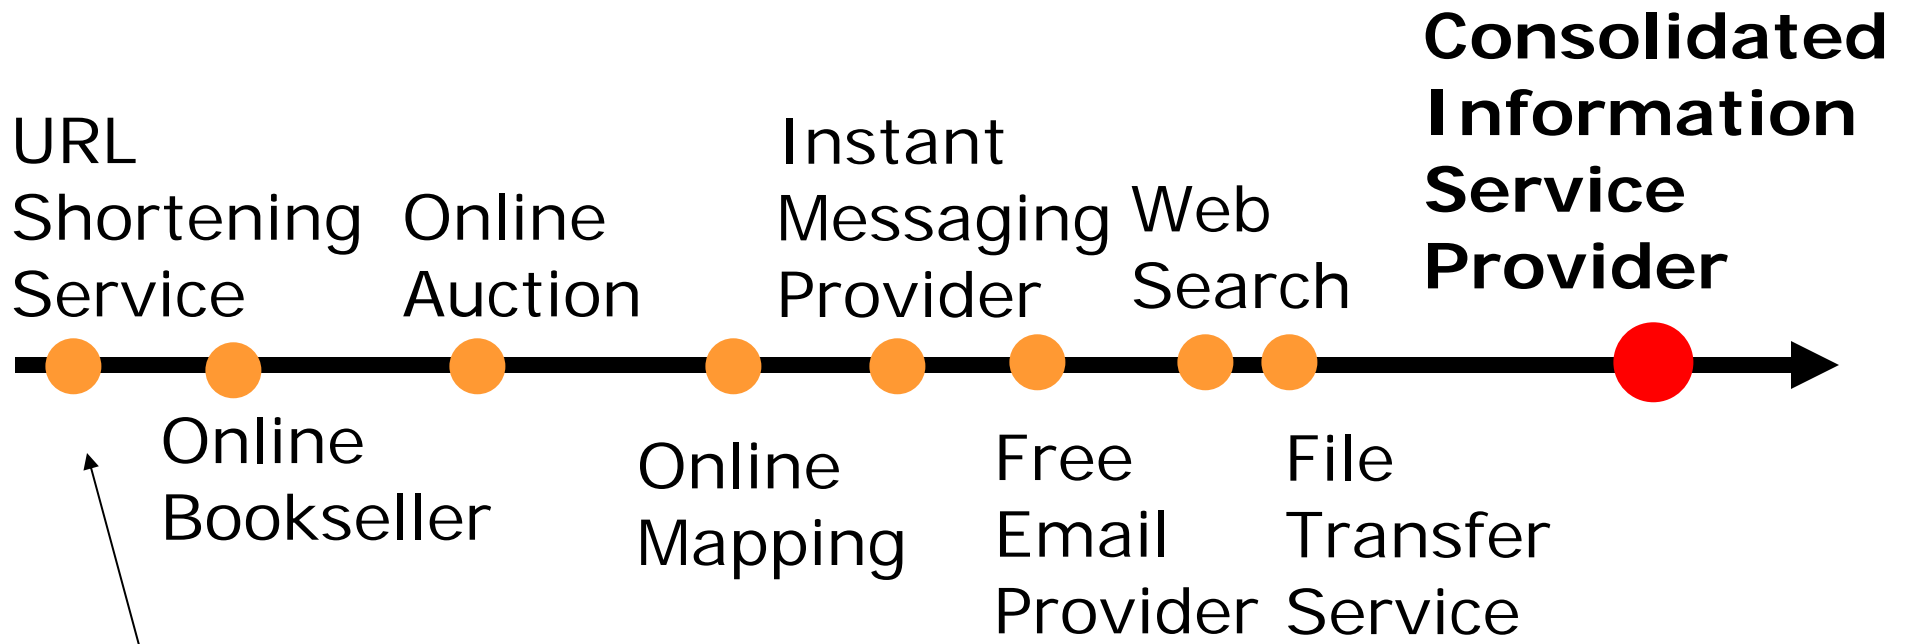 URL
Shortening
Service
Online
Bookseller
Online
Auction
Online
Mapping
Instant
Messaging
Provider
Free
Email
Provider
Web
Search
File
Transfer
Service
Consolidated
Information
Service
Provider